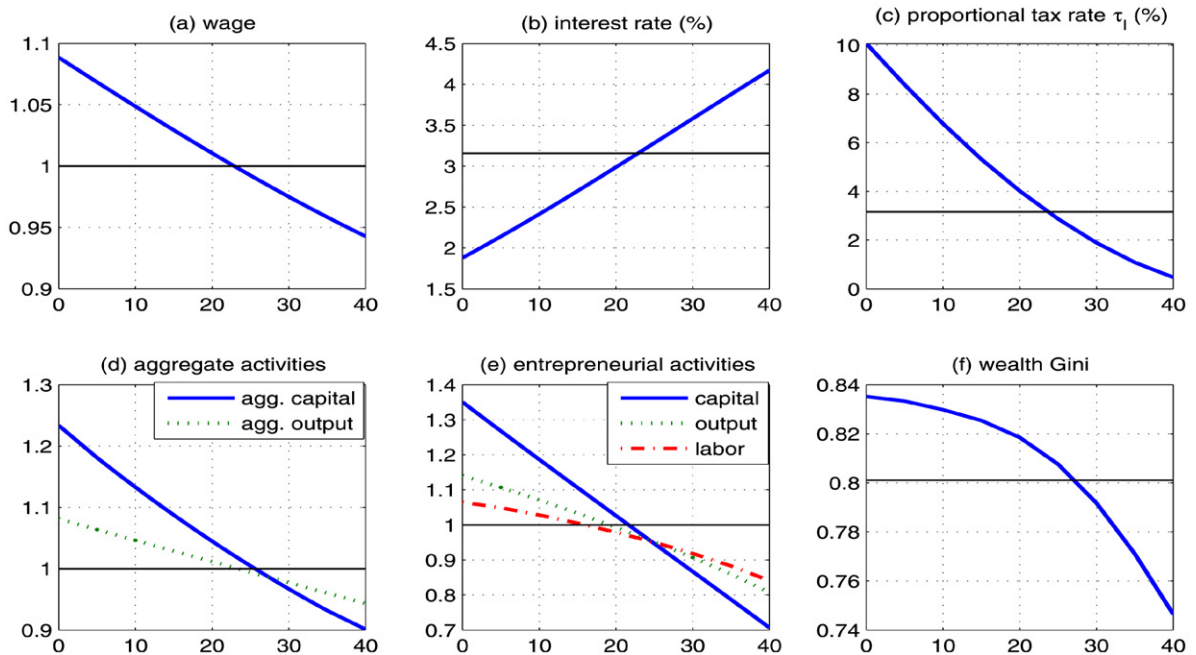 (a) wage
1.1
1.05
1
0.95
0.9
0 10 20 30 40
(b) interest rate (%)
4.5
4
3.5
3
2.5
2
1.5
0 10 20 30 40
(c) proportional tax rate τl (%)
10
8
6
4
2
0
0 10 20 30 40
(d) aggregate activities
1.3
1.2
1.1
1
0.9
0 10 20 30 40
agg. capital
agg. output
(e) entrepreneurial activities
1.4
1.3
1.2
1.1
1
0.9
0.8
0.7
0 10 20 30 40
capital
output
labor
(f) wealth Gini
0.84
0.82
0.8
0.78
0.76
0.74
0 10 20 30 40